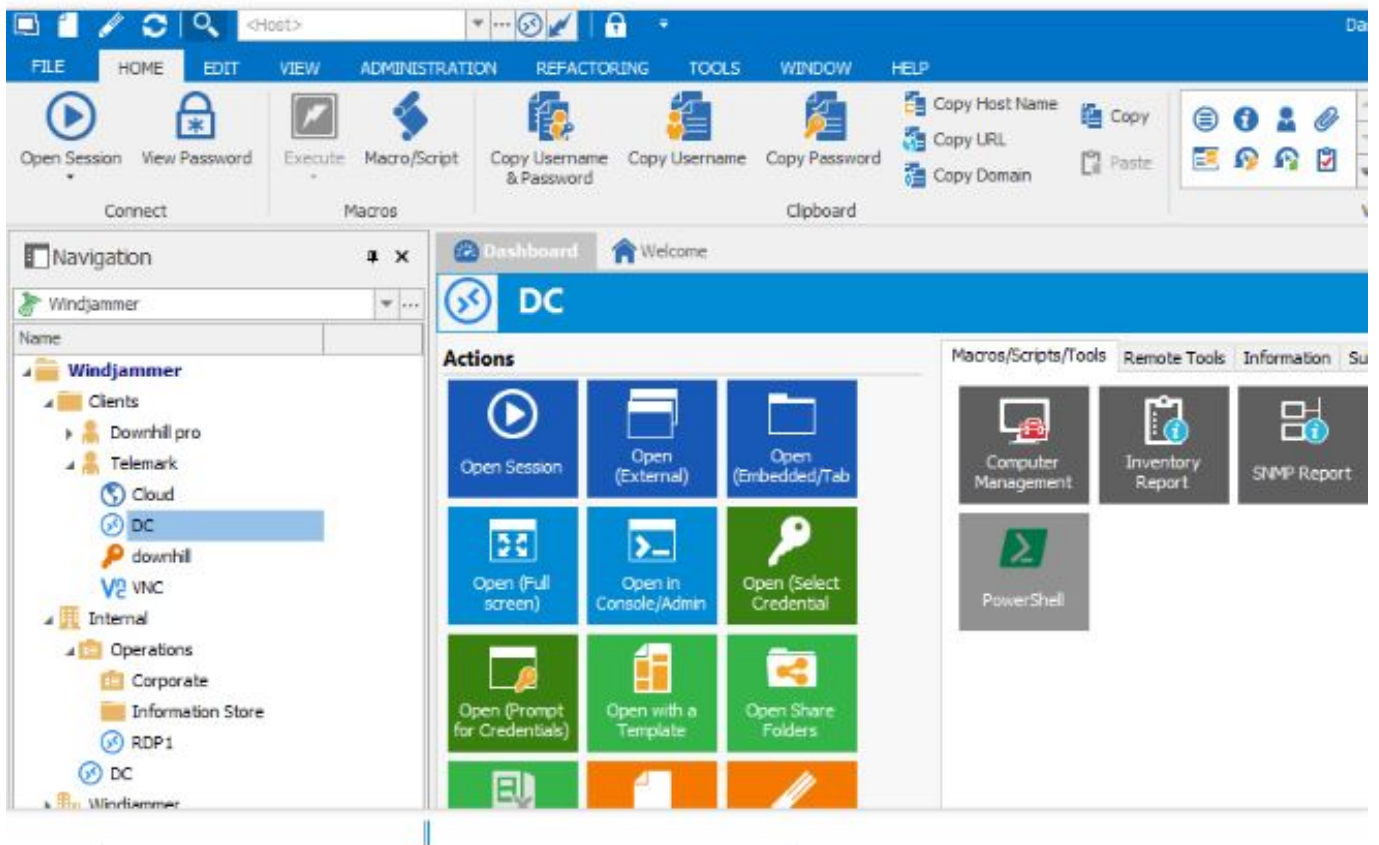 <Host>
Da
FILE HOME EDIT VIEW ADMINISTRATION REFACTORING TOOLS WINDOW HELP
Open Session
View Password
Connect
Execute
Macro/Script
Macros
Copy Username
& Password
Copy Username
Copy Password
Copy Host Name
Copy URL
Copy Domain
Copy
Paste
Clipboard
Navigation
Windjammer
Name
Windjammer
Clients
Downhill pro
Telemark
Cloud
DC
downhill
VNC
Internal
Operations
Corporate
Information Store
RDP1
DC
Windjammer
Dashboard
Welcome
DC
Actions
Open Session
Open
(External)
Open
(Embedded/Tab
Open (Full
screen)
Open in
Console/Admin
Open (Select
Credential
Open (Prompt
for Credentials)
Open with a
Template
Open Share
Folders
Macros/Scripts/Tools Remote Tools Information Su
Computer
Management
Inventory
Report
SNMP Report
PowerShell